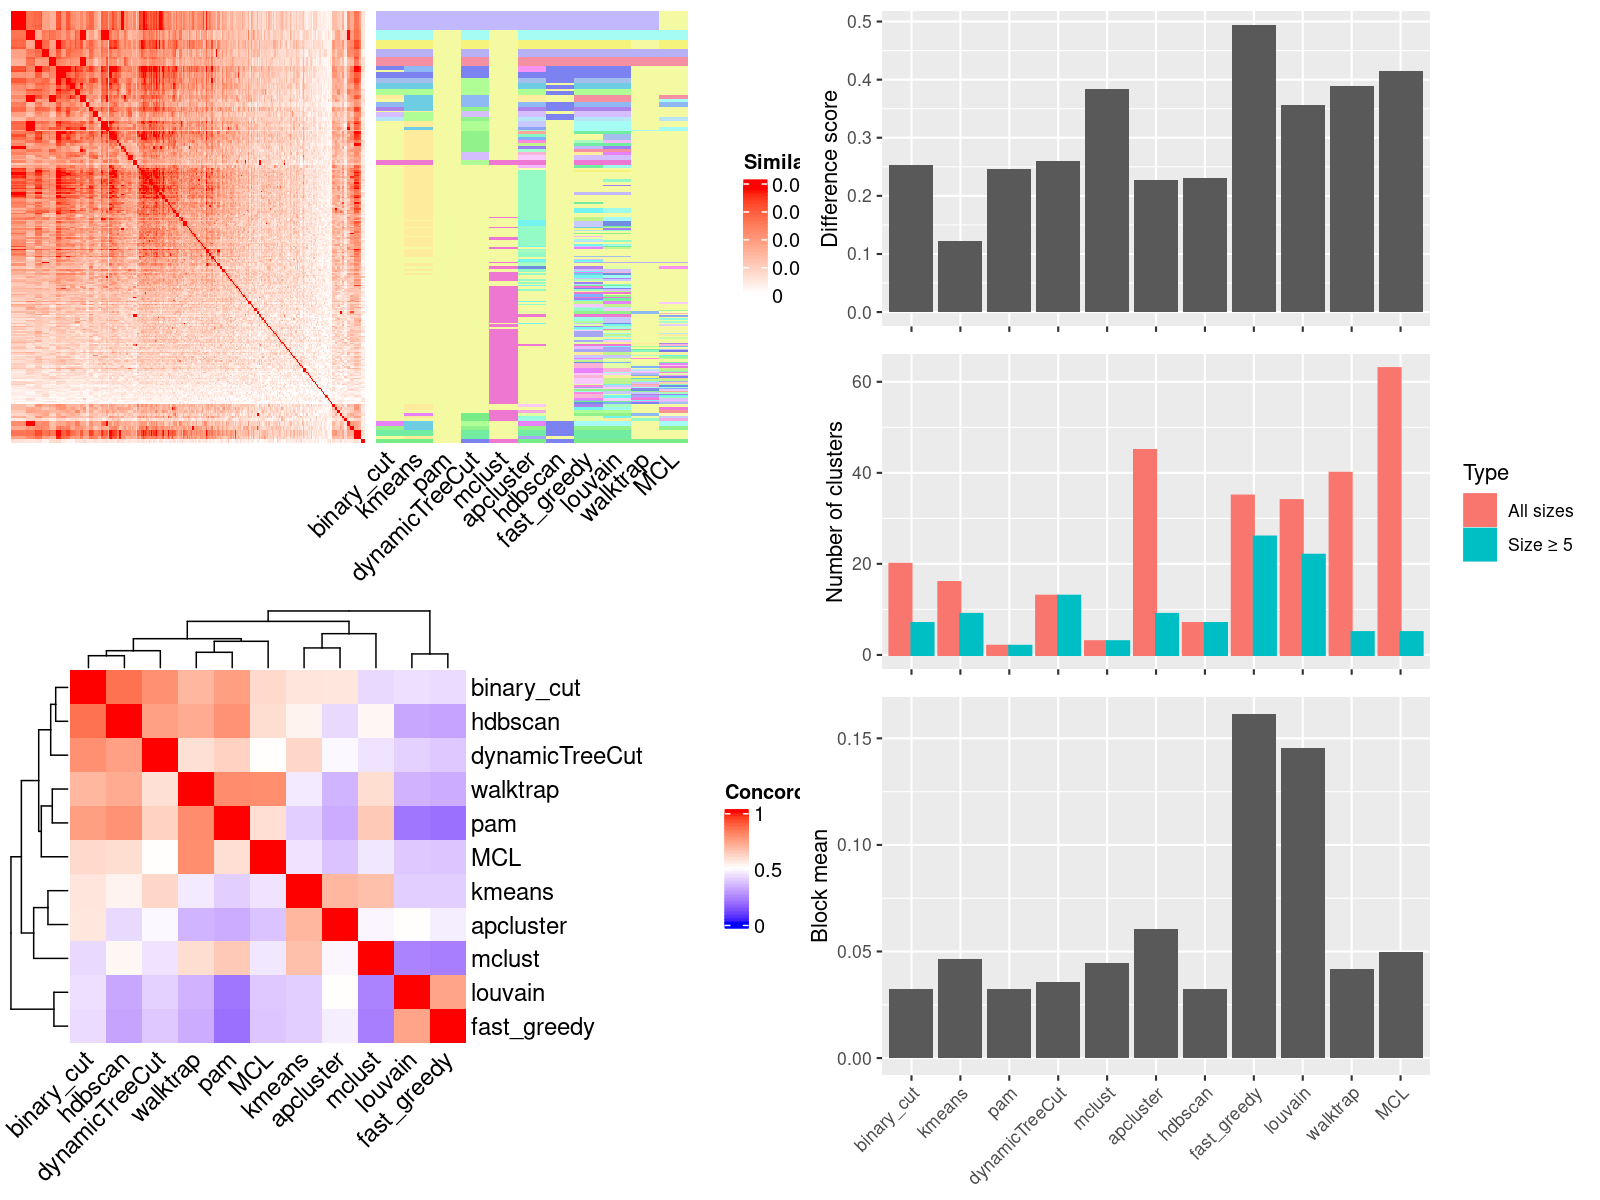 Simila
0.0
0.0
0.0
0.0
0
binary_cut
kmeans
pam
dynamicTreeCut
mclust
apcluster
hdbscan
fast_greedy
louvain
walktrap
MCL
binary_cut
hdbscan
dynamicTreeCut
walktrap
pam
MCL
kmeans
apcluster
mclust
louvain
fast_greedy
binary_cut
hdbscan
dynamicTreeCut
walktrap
pam
MCL
kmeans
apcluster
mclust
louvain
fast_greedy
Concord
1
0.5
0
Difference score
0.5
0.4
0.3
0.2
0.1
0.0
Number of clusters
60
40
20
0
Type
All sizes
Size ≥ 5
Block mean
0.15
0.10
0.05
0.00
binary_cut
kmeans
pam
dynamicTreeCut
mclust
apcluster
hdbscan
fast_greedy
louvain
walktrap
MCL